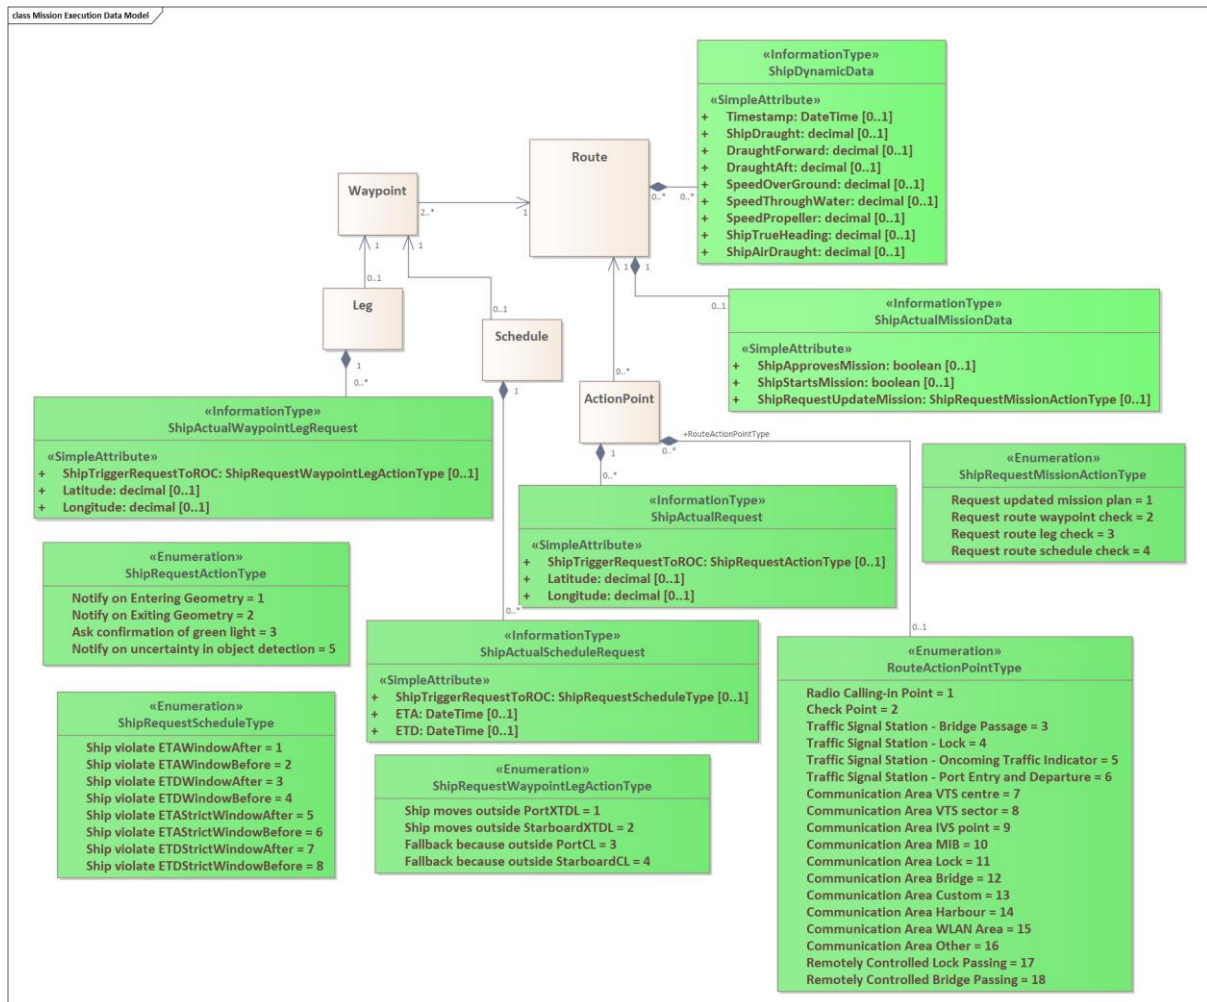 class Mission Execution Data Model
«InformationType»
ShipDynamicData
«SimpleAttribute»
+ Timestamp: DateTime [0..1]
+ ShipDraught: decimal [0..1]
+ DraughtForward: decimal [0..1]
+ DraughtAft: decimal [0..1]
+ SpeedOverGround: decimal [0..1]
+ SpeedThroughWater: decimal [0..1]
+ SpeedPropeller: decimal [0..1]
+ ShipTrueHeading: decimal [0..1]
+ ShipAirDraught: decimal [0..1]
Route
0..*
0..*
Waypoint
2..*
1
1
1
0..1
0..1
Leg
1
0..*
Schedule
1
0..*
1
1
0..1
0..*
«InformationType»
ShipActualMissionData
«SimpleAttribute»
+ ShipApprovesMission: boolean [0..1]
+ ShipStartsMission: boolean [0..1]
+ ShipRequestUpdateMission: ShipRequestMissionActionType [0..1]
ActionPoint
+RouteActionPointType
0..*
1
0..*
0..1
«InformationType»
ShipActualWaypointLegRequest
«SimpleAttribute»
+ ShipTriggerRequestToROC: ShipRequestWaypointLegActionType [0..1]
+ Latitude: decimal [0..1]
+ Longitude: decimal [0..1]
«Enumeration»
ShipRequestMissionActionType
Request updated mission plan = 1
Request route waypoint check = 2
Request route leg check = 3
Request route schedule check = 4
«InformationType»
ShipActualRequest
«SimpleAttribute»
+ ShipTriggerRequestToROC: ShipRequestActionType [0..1]
+ Latitude: decimal [0..1]
+ Longitude: decimal [0..1]
«Enumeration»
ShipRequestActionType
Notify on Entering Geometry = 1
Notify on Exiting Geometry = 2
Ask confirmation of green light = 3
Notify on uncertainty in object detection = 5
«InformationType»
ShipActualScheduleRequest
«SimpleAttribute»
+ ShipTriggerRequestToROC: ShipRequestScheduleType [0..1]
+ ETA: DateTime [0..1]
+ ETD: DateTime [0..1]
«Enumeration»
RouteActionPointType
Radio Calling-in Point = 1
Check Point = 2
Traffic Signal Station - Bridge Passage = 3
Traffic Signal Station - Lock = 4
Traffic Signal Station - Oncoming Traffic Indicator = 5
Traffic Signal Station - Port Entry and Departure = 6
Communication Area VTS centre = 7
Communication Area VTS sector = 8
Communication Area IVS point = 9
Communication Area MIB = 10
Communication Area Lock = 11
Communication Area Bridge = 12
Communication Area Custom = 13
Communication Area Harbour = 14
Communication Area WLAN Area = 15
Communication Area Other = 16
Remotely Controlled Lock Passing = 17
Remotely Controlled Bridge Passing = 18
«Enumeration»
ShipRequestScheduleType
Ship violate ETAWindowAfter = 1
Ship violate ETAWindowBefore = 2
Ship violate ETDWindowAfter = 3
Ship violate ETDWindowBefore = 4
Ship violate ETAStrictWindowAfter = 5
Ship violate ETAStrictWindowBefore = 6
Ship violate ETDStrictWindowAfter = 7
Ship violate ETDStrictWindowBefore = 8
«Enumeration»
ShipRequestWaypointLegActionType
Ship moves outside PortXTDL = 1
Ship moves outside StarboardXTDL = 2
Fallback because outside PortCL = 3
Fallback because outside StarboardCL = 4